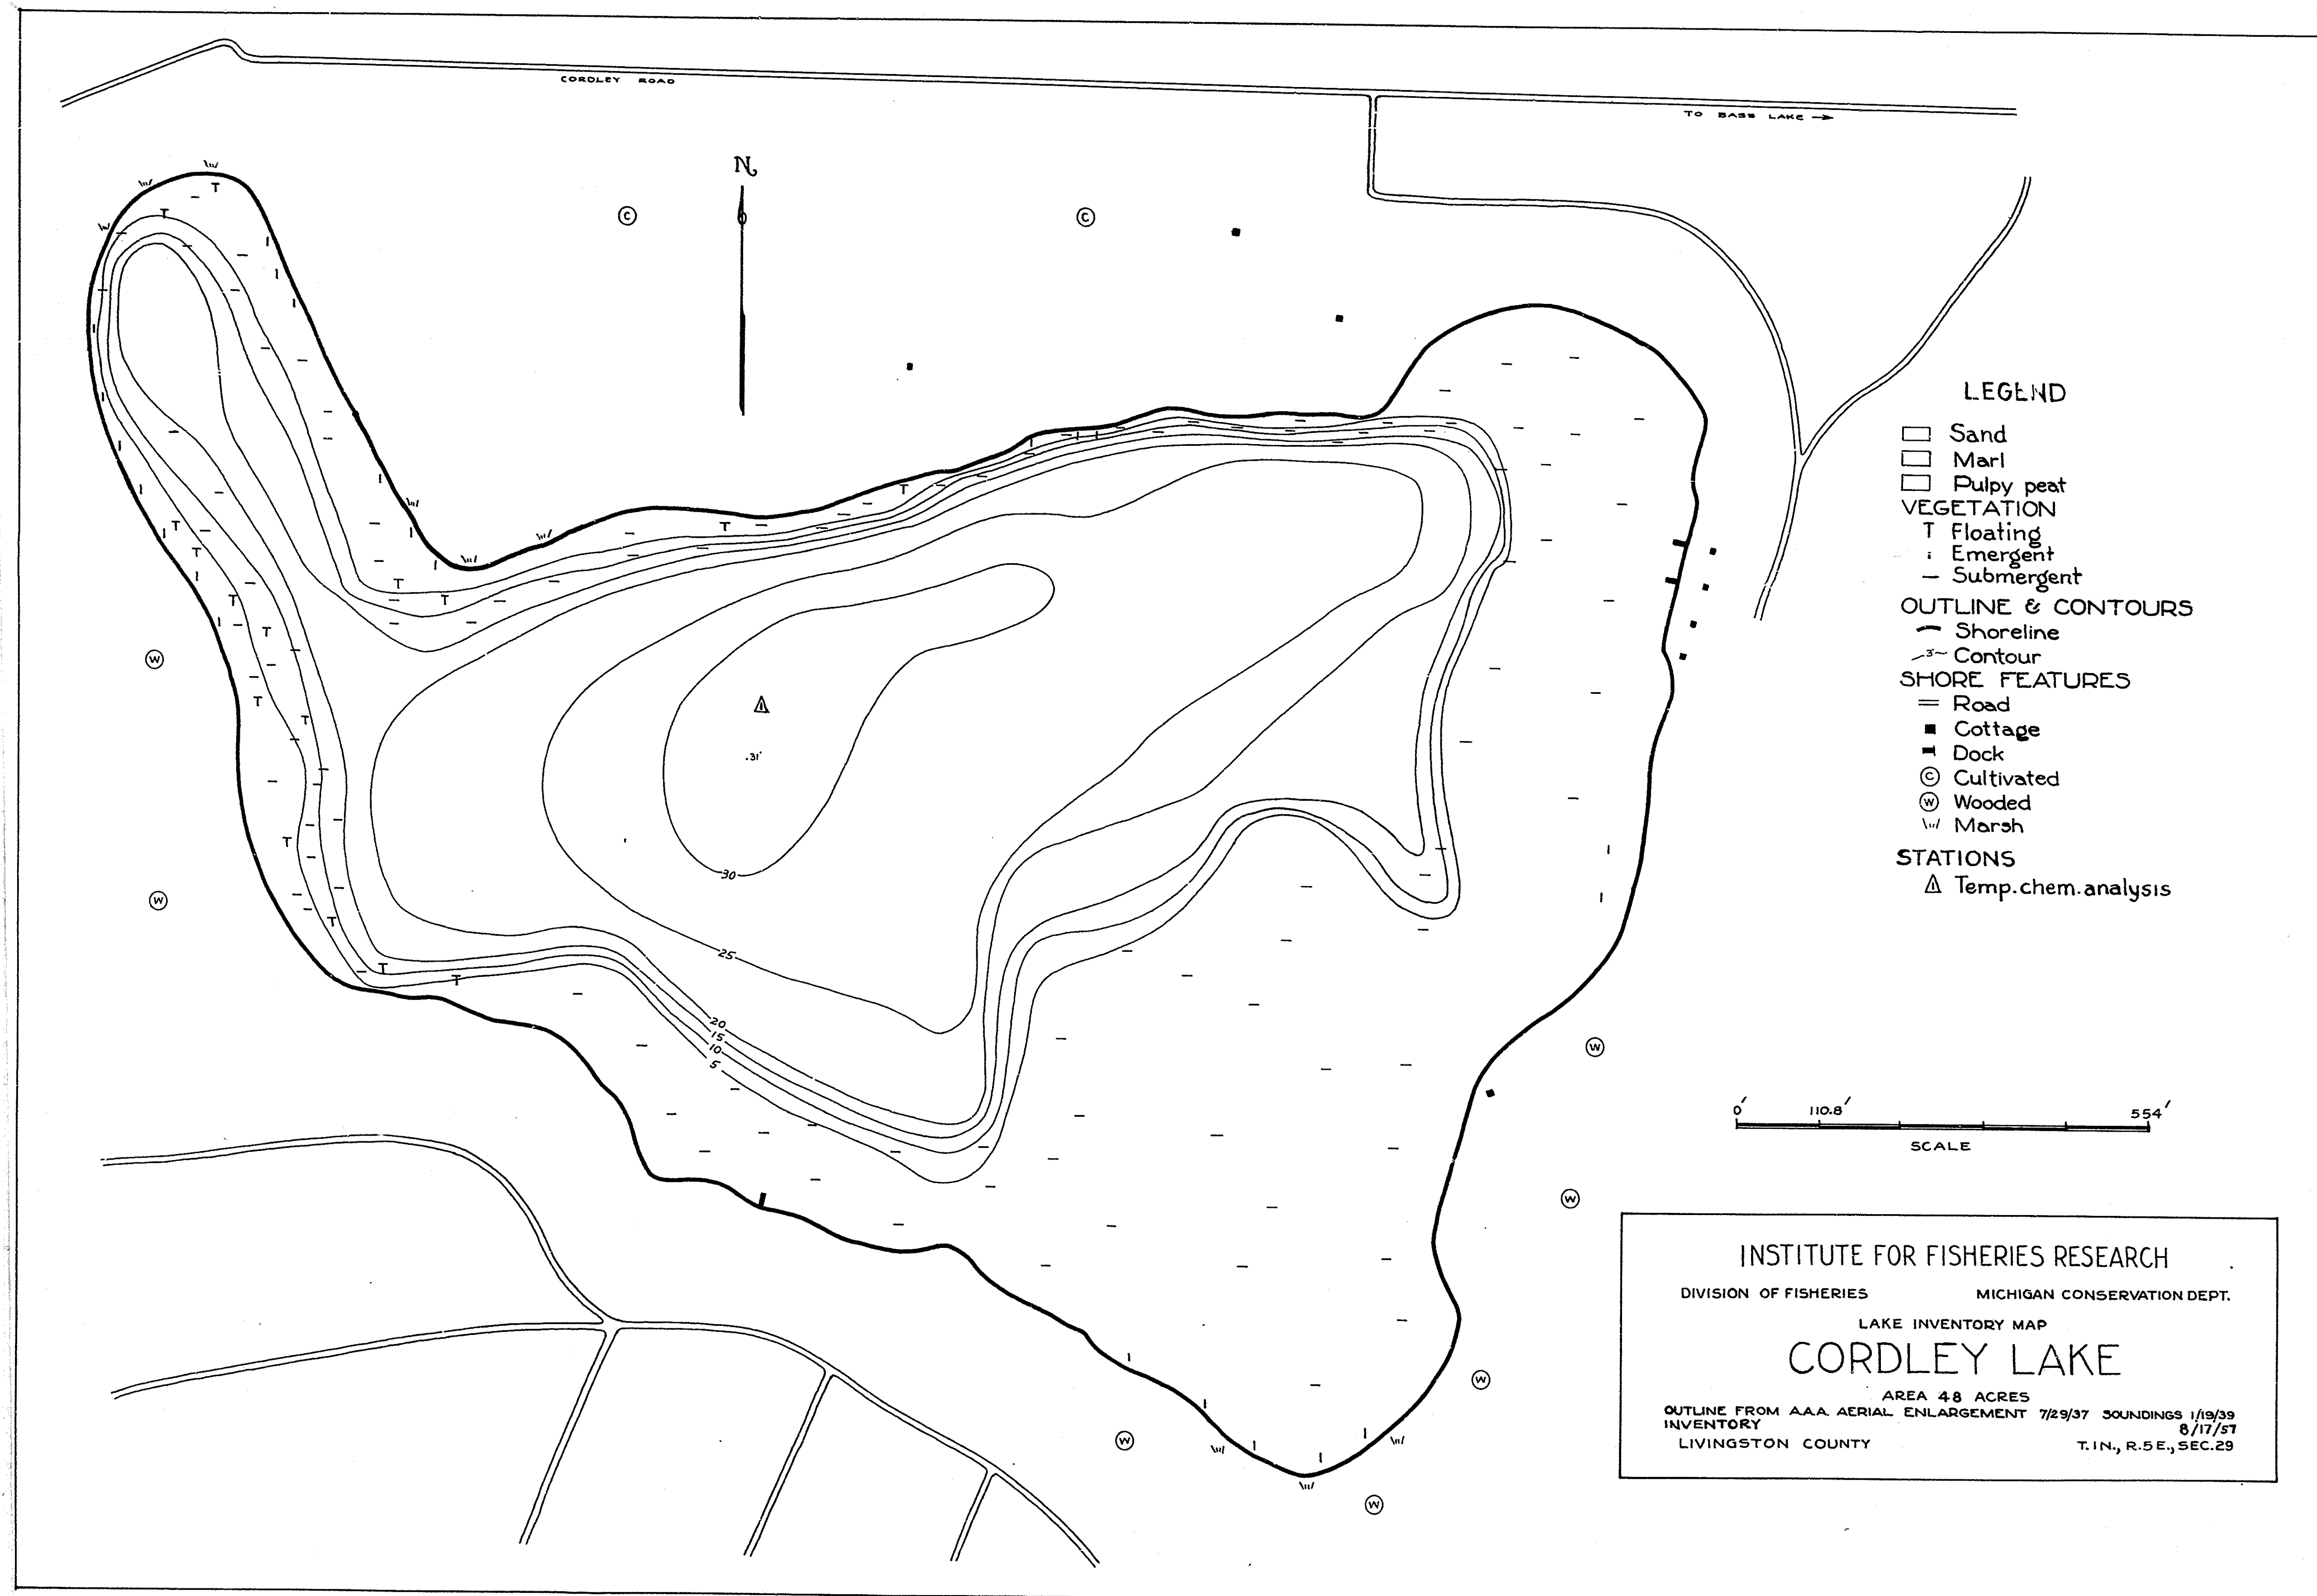 CORDLEY ROAD
TO BASS LAKE →
N
C
C
W
W
.31'
30
25
20
15
10
5
W
W
W
W
W
LEGEND
Sand
Marl
Pulpy peat
VEGETATION
T Floating
ı Emergent
– Submergent
OUTLINE & CONTOURS
Shoreline
3' Contour
SHORE FEATURES
= Road
Cottage
Dock
C Cultivated
W Wooded
Marsh
STATIONS
Temp. chem. analysis
0' 110.8' 554'
SCALE
INSTITUTE FOR FISHERIES RESEARCH
DIVISION OF FISHERIES MICHIGAN CONSERVATION DEPT.
LAKE INVENTORY MAP
CORDLEY LAKE
AREA 48 ACRES
OUTLINE FROM A.A.A. AERIAL ENLARGEMENT 7/29/37 SOUNDINGS 1/19/39
INVENTORY 8/17/57
LIVINGSTON COUNTY T.1N., R.5E., SEC.29